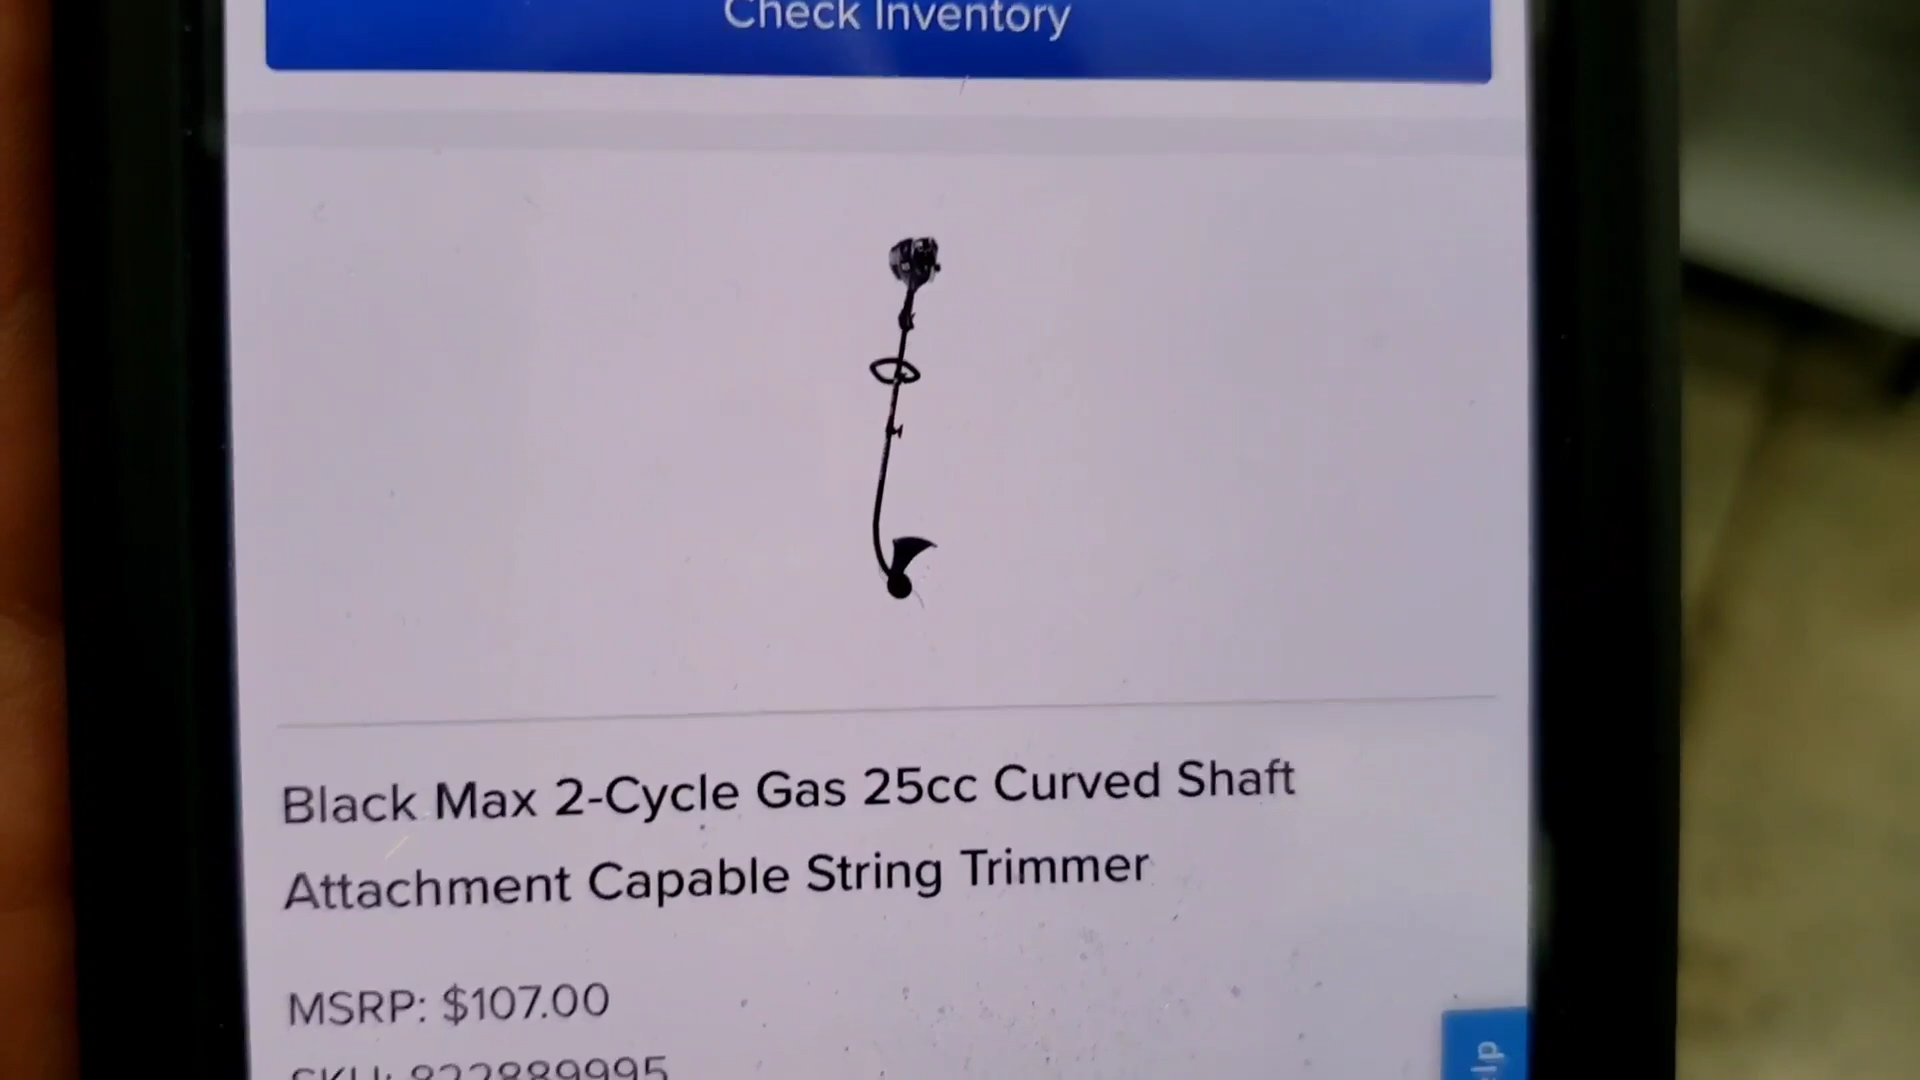 Check Inventory
Black Max 2-Cycle Gas 25cc Curved Shaft
Attachment Capable String Trimmer
MSRP: $107.00
SKU: 822889995